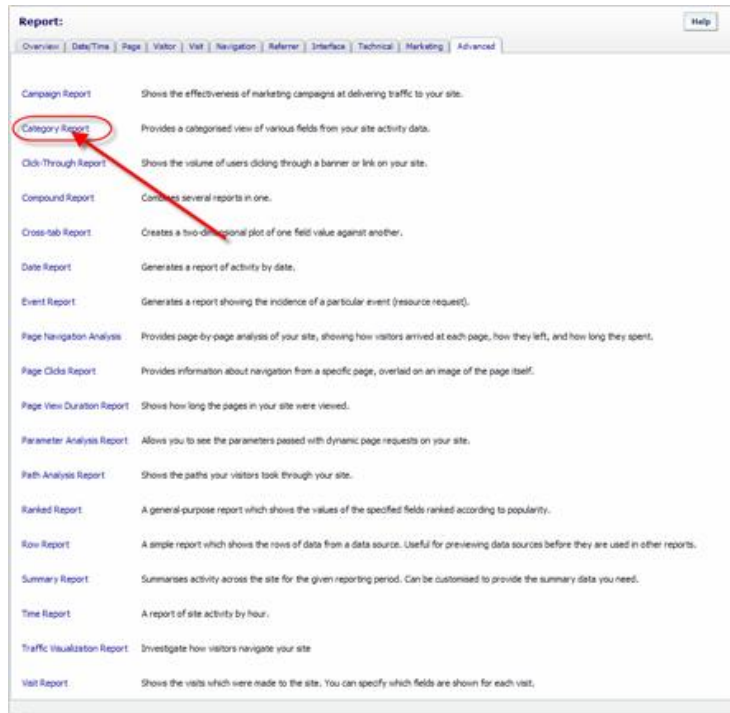 Report:
Help
Overview | Date/Time | Page | Visitor | Visit | Navigation | Referrer | Interface | Technical | Marketing | Advanced
Campaign Report Shows the effectiveness of marketing campaigns at delivering traffic to your site.
Category Report Provides a categorised view of various fields from your site activity data.
Click-Through Report Shows the volume of users clicking through a banner or link on your site.
Compound Report Combines several reports in one.
Cross-tab Report Creates a two-dimensional plot of one field value against another.
Date Report Generates a report of activity by date.
Event Report Generates a report showing the incidence of a particular event (resource request).
Page Navigation Analysis Provides page-by-page analysis of your site, showing how visitors arrived at each page, how they left, and how long they spent.
Page Clicks Report Provides information about navigation from a specific page, overlaid on an image of the page itself.
Page View Duration Report Shows how long the pages in your site were viewed.
Parameter Analysis Report Allows you to see the parameters passed with dynamic page requests on your site.
Path Analysis Report Shows the paths your visitors took through your site.
Ranked Report A general-purpose report which shows the values of the specified fields ranked according to popularity.
Row Report A simple report which shows the rows of data from a data source. Useful for previewing data sources before they are used in other reports.
Summary Report Summarises activity across the site for the given reporting period. Can be customised to provide the summary data you need.
Time Report A report of site activity by hour.
Traffic Visualization Report Investigate how visitors navigate your site
Visit Report Shows the visits which were made to the site. You can specify which fields are shown for each visit.